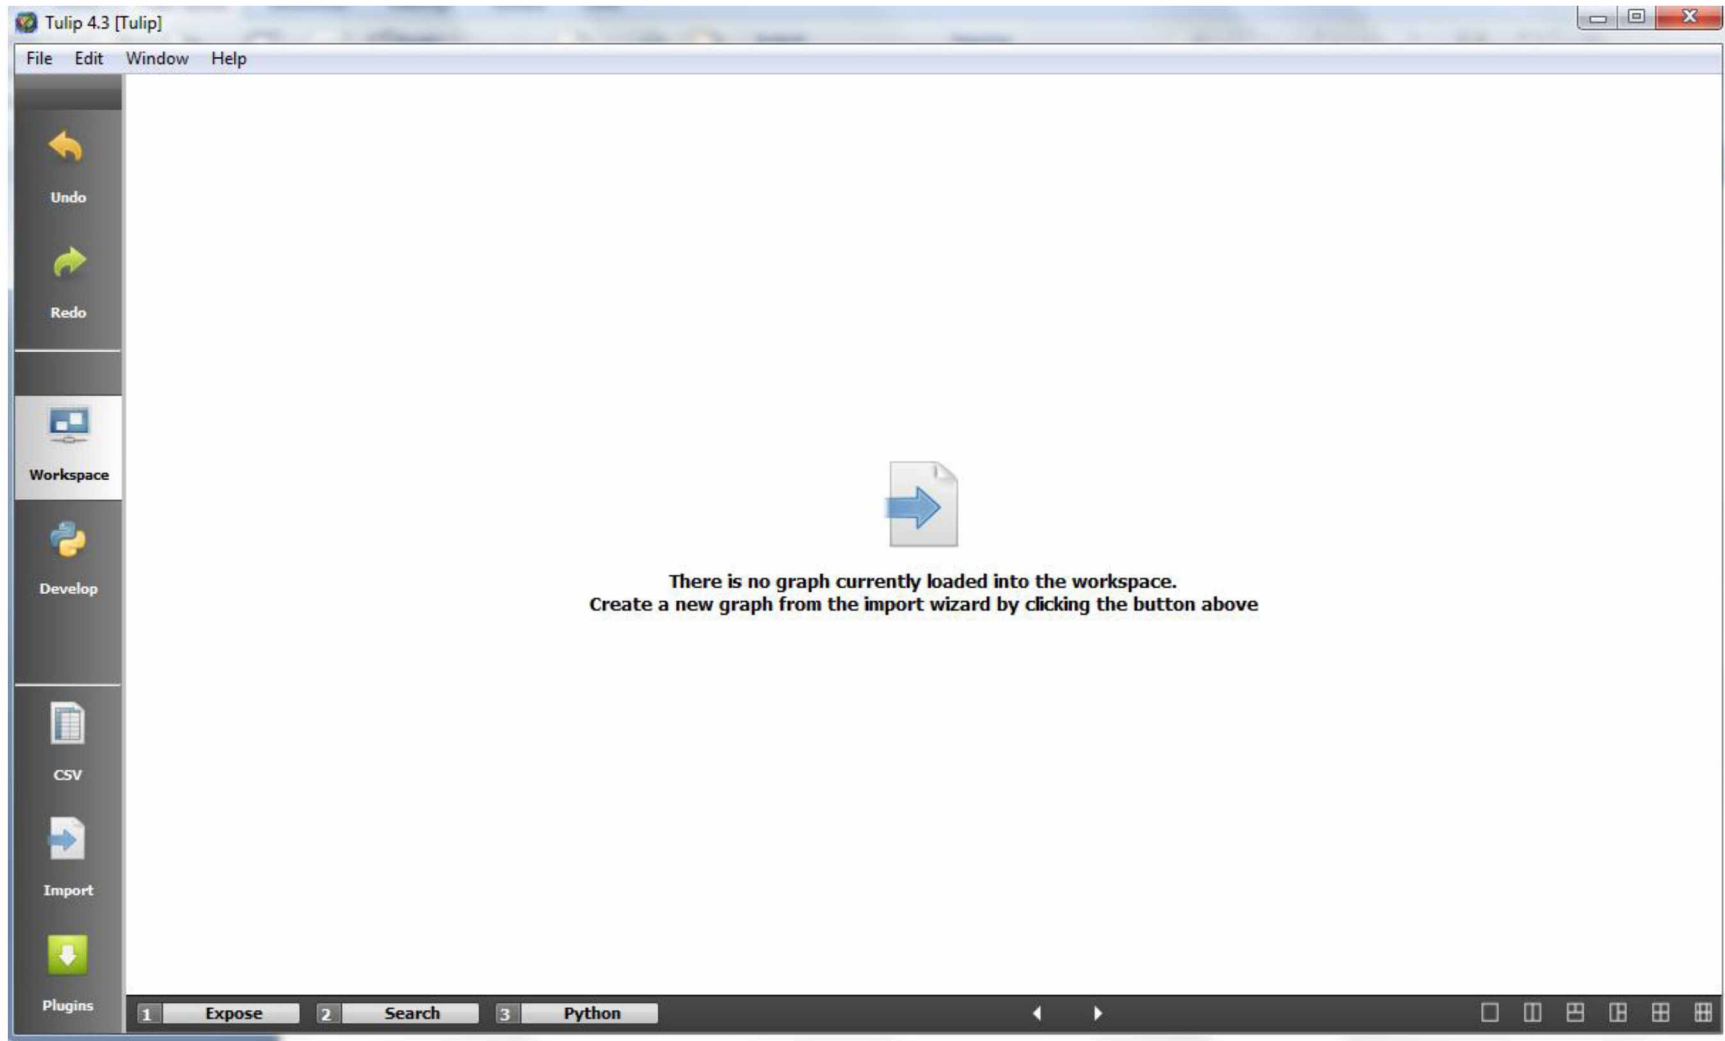 Tulip 4.3 [Tulip]
File Edit Window Help
Undo
Redo
Workspace
Develop
CSV
Import
Plugins
There is no graph currently loaded into the workspace.
Create a new graph from the import wizard by clicking the button above
1 Expose 2 Search 3 Python